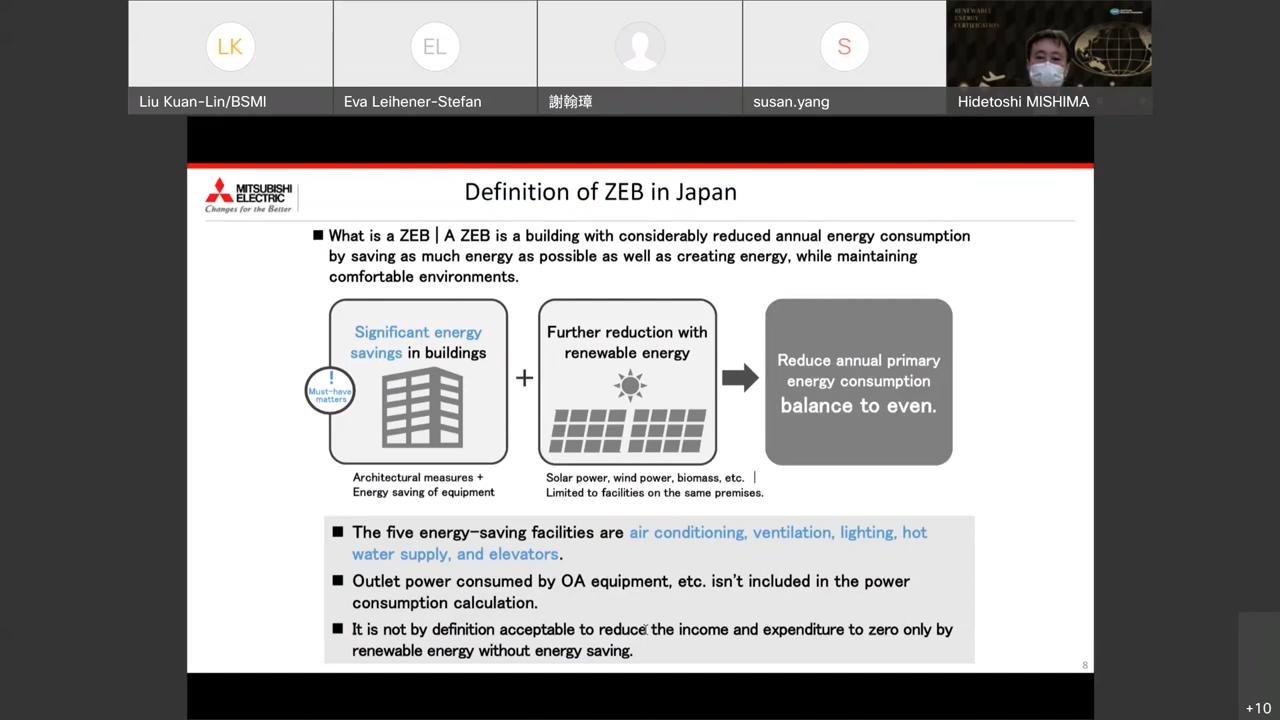 LK
EL
S
RENEWABLE
ENERGY
CERTIFICATION
Liu Kuan-Lin/BSMI
Eva Leihener-Stefan
謝翰璋
susan.yang
Hidetoshi MISHIMA
MITSUBISHI
ELECTRIC
Changes for the Better
Definition of ZEB in Japan
■ What is a ZEB | A ZEB is a building with considerably reduced annual energy consumption
by saving as much energy as possible as well as creating energy, while maintaining
comfortable environments.
Significant energy
savings in buildings
!
Must-have
matters
+
Further reduction with
renewable energy
Reduce annual primary
energy consumption
balance to even.
Architectural measures +
Energy saving of equipment
Solar power, wind power, biomass, etc. |
Limited to facilities on the same premises.
■ The five energy-saving facilities are air conditioning, ventilation, lighting, hot
water supply, and elevators.
■ Outlet power consumed by OA equipment, etc. isn't included in the power
consumption calculation.
■ It is not by definition acceptable to reduce the income and expenditure to zero only by
renewable energy without energy saving.
8
+10